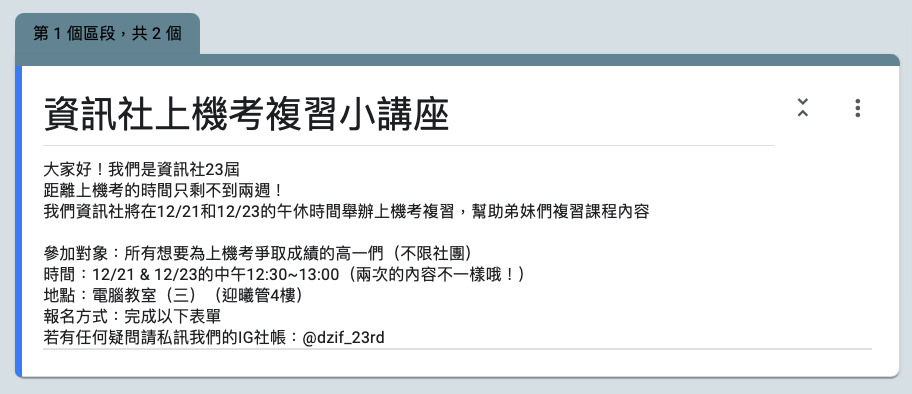 第 1 個區段，共 2 個
資訊社上機考複習小講座
大家好！我們是資訊社23屆
距離上機考的時間只剩不到兩週！
我們資訊社將在12/21和12/23的午休時間舉辦上機考複習，幫助弟妹們複習課程內容
參加對象：所有想要為上機考爭取成績的高一們（不限社團）
時間：12/21 & 12/23的中午12:30~13:00（兩次的內容不一樣哦！）
地點：電腦教室（三）（迎曦管4樓）
報名方式：完成以下表單
若有任何疑問請私訊我們的IG社帳：@dzif_23rd